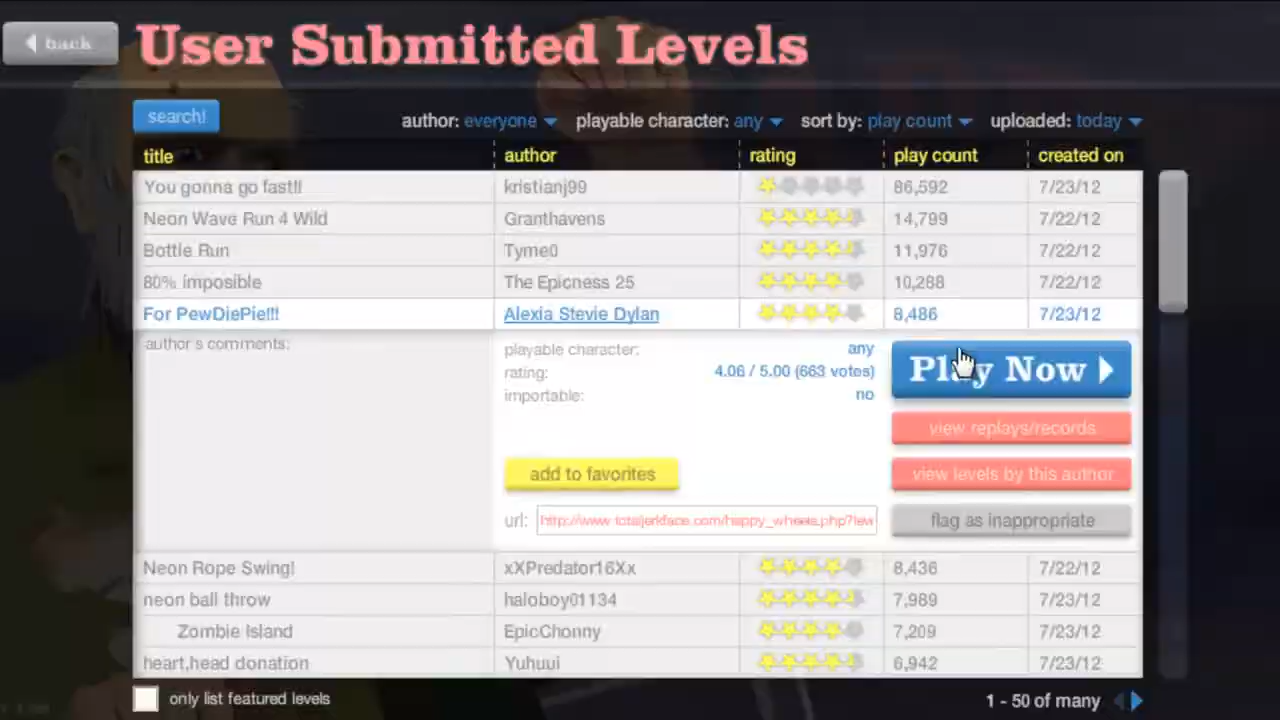 back
User Submitted Levels
search!
author: everyone playable character: any sort by: play count uploaded: today
title author rating play count created on
You gonna go fast!! kristianj99 86,592 7/23/12
Neon Wave Run 4 Wild Granthavens 14,799 7/22/12
Bottle Run Tyme0 11,976 7/22/12
80% imposible The Epicness 25 10,288 7/22/12
For PewDiePie!!! Alexia Stevie Dylan 8,486 7/23/12
author's comments:
playable character: any
rating: 4.06 / 5.00 (663 votes)
importable: no
Play Now
view replays/records
add to favorites
view levels by this author
url: http://www.totaljerkface.com/happy_wheels.php?lev
flag as inappropriate
Neon Rope Swing! xXPredator16Xx 8,436 7/22/12
neon ball throw haloboy01134 7,989 7/23/12
Zombie Island EpicChonny 7,209 7/23/12
heart,head donation Yuhuui 6,942 7/23/12
only list featured levels
1 - 50 of many